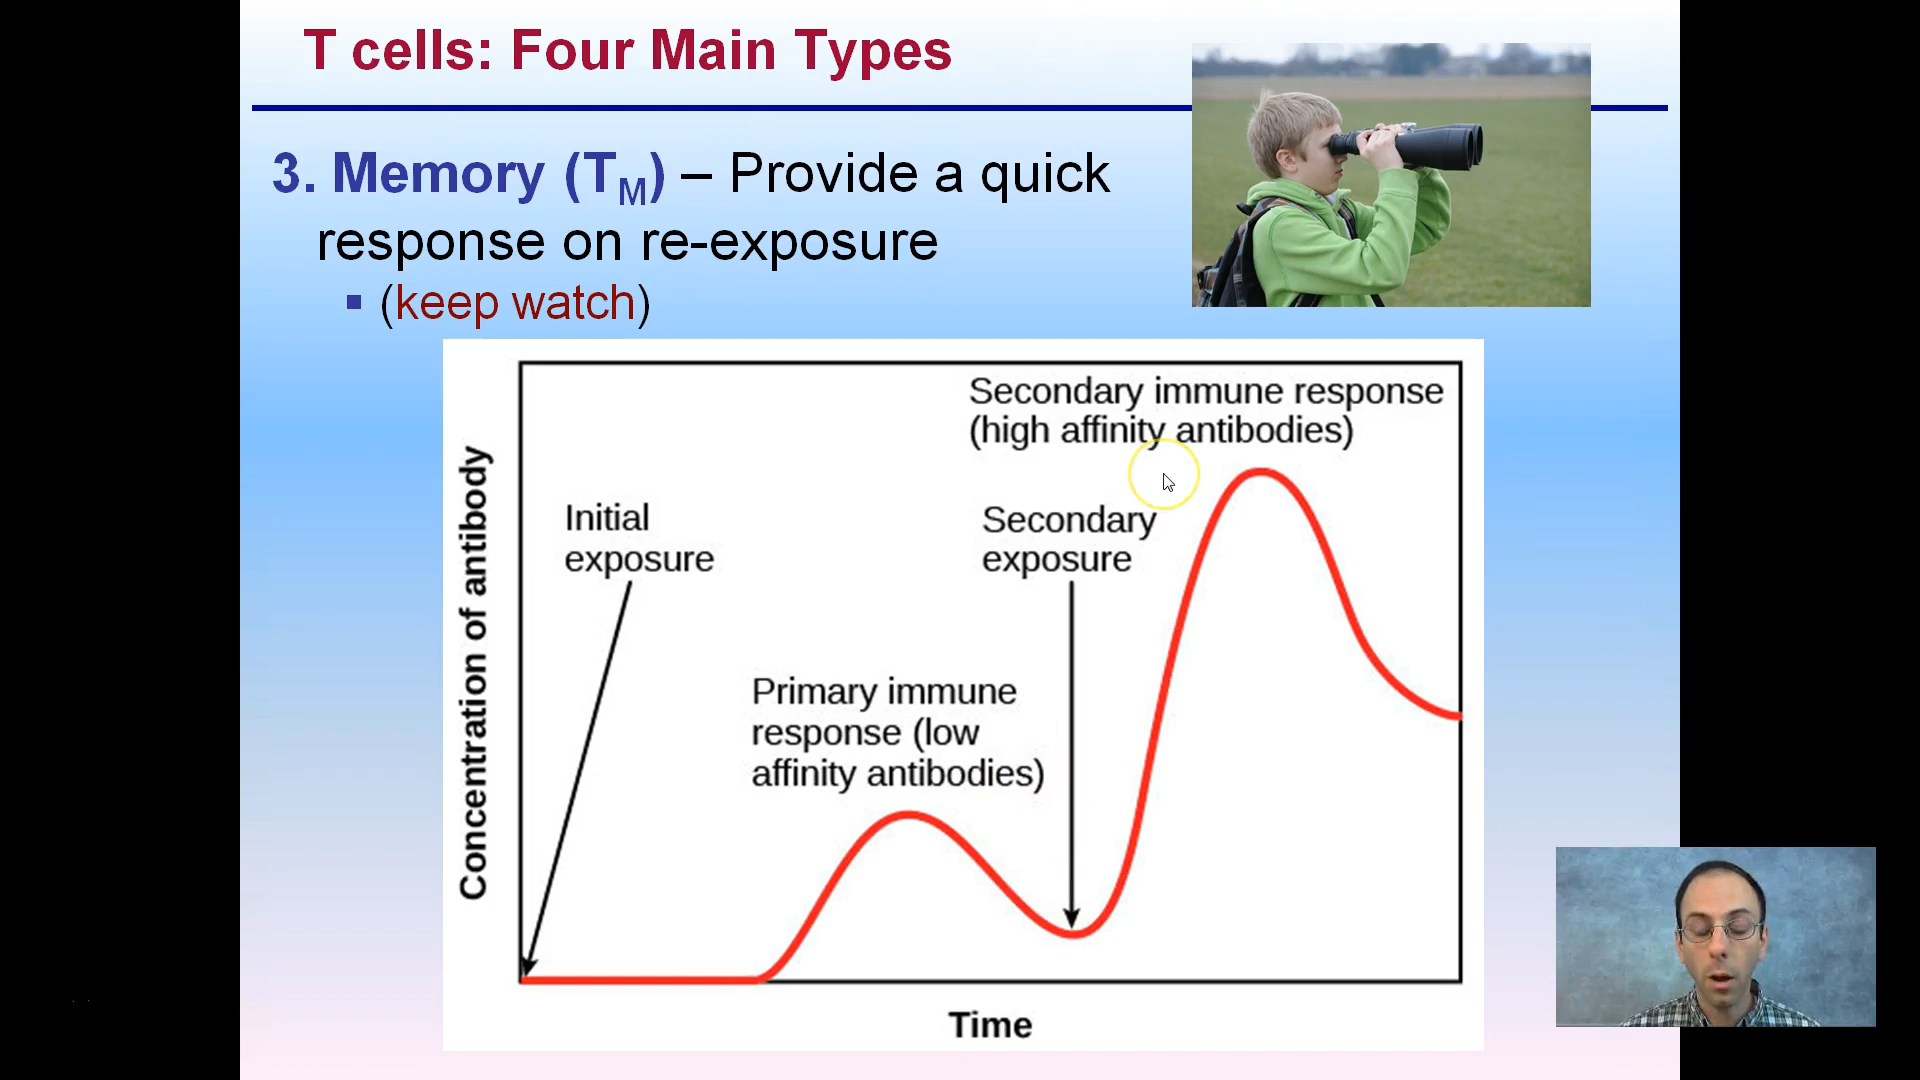 T cells: Four Main Types
3. Memory (TM) – Provide a quick
response on re-exposure
▪ (keep watch)
Secondary immune response
(high affinity antibodies)
Initial
exposure
Secondary
exposure
Primary immune
response (low
affinity antibodies)
Concentration of antibody
Time